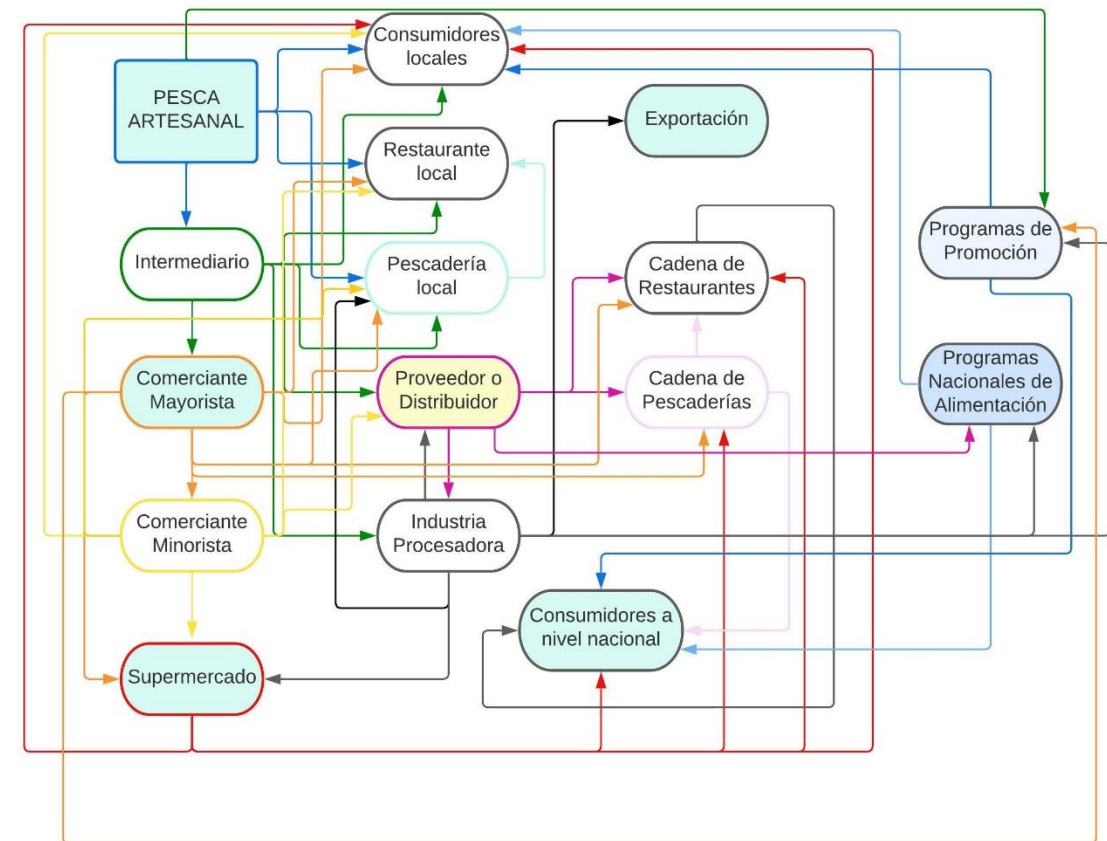 Consumidores
locales
PESCA
ARTESANAL
Exportación
Restaurante
local
Intermediario
Pescadería
local
Cadena de
Restaurantes
Programas de
Promoción
Comerciante
Mayorista
Proveedor o
Distribuidor
Cadena de
Pescaderías
Programas
Nacionales de
Alimentación
Comerciante
Minorista
Industria
Procesadora
Consumidores a
nivel nacional
Supermercado